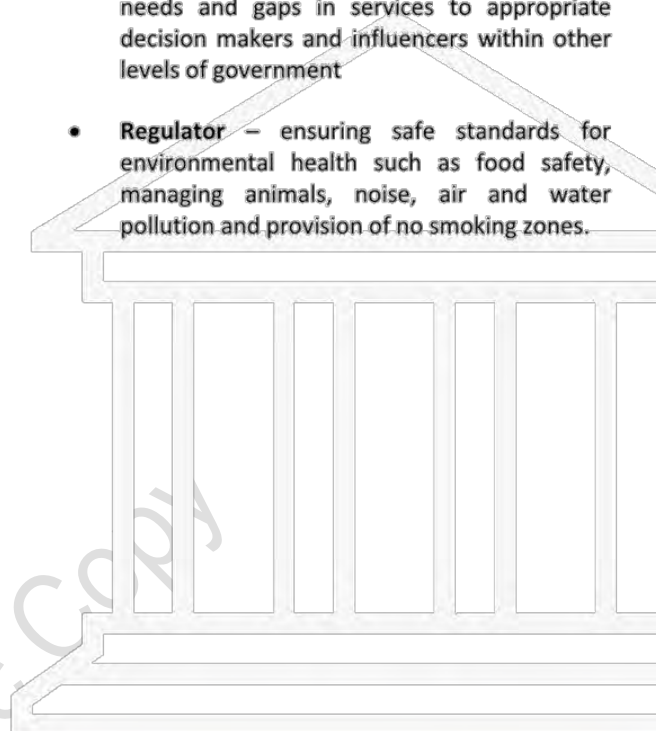 needs and gaps in services to appropriate
decision makers and influencers within other
levels of government
• Regulator – ensuring safe standards for
environmental health such as food safety,
managing animals, noise, air and water
pollution and provision of no smoking zones.
Copy